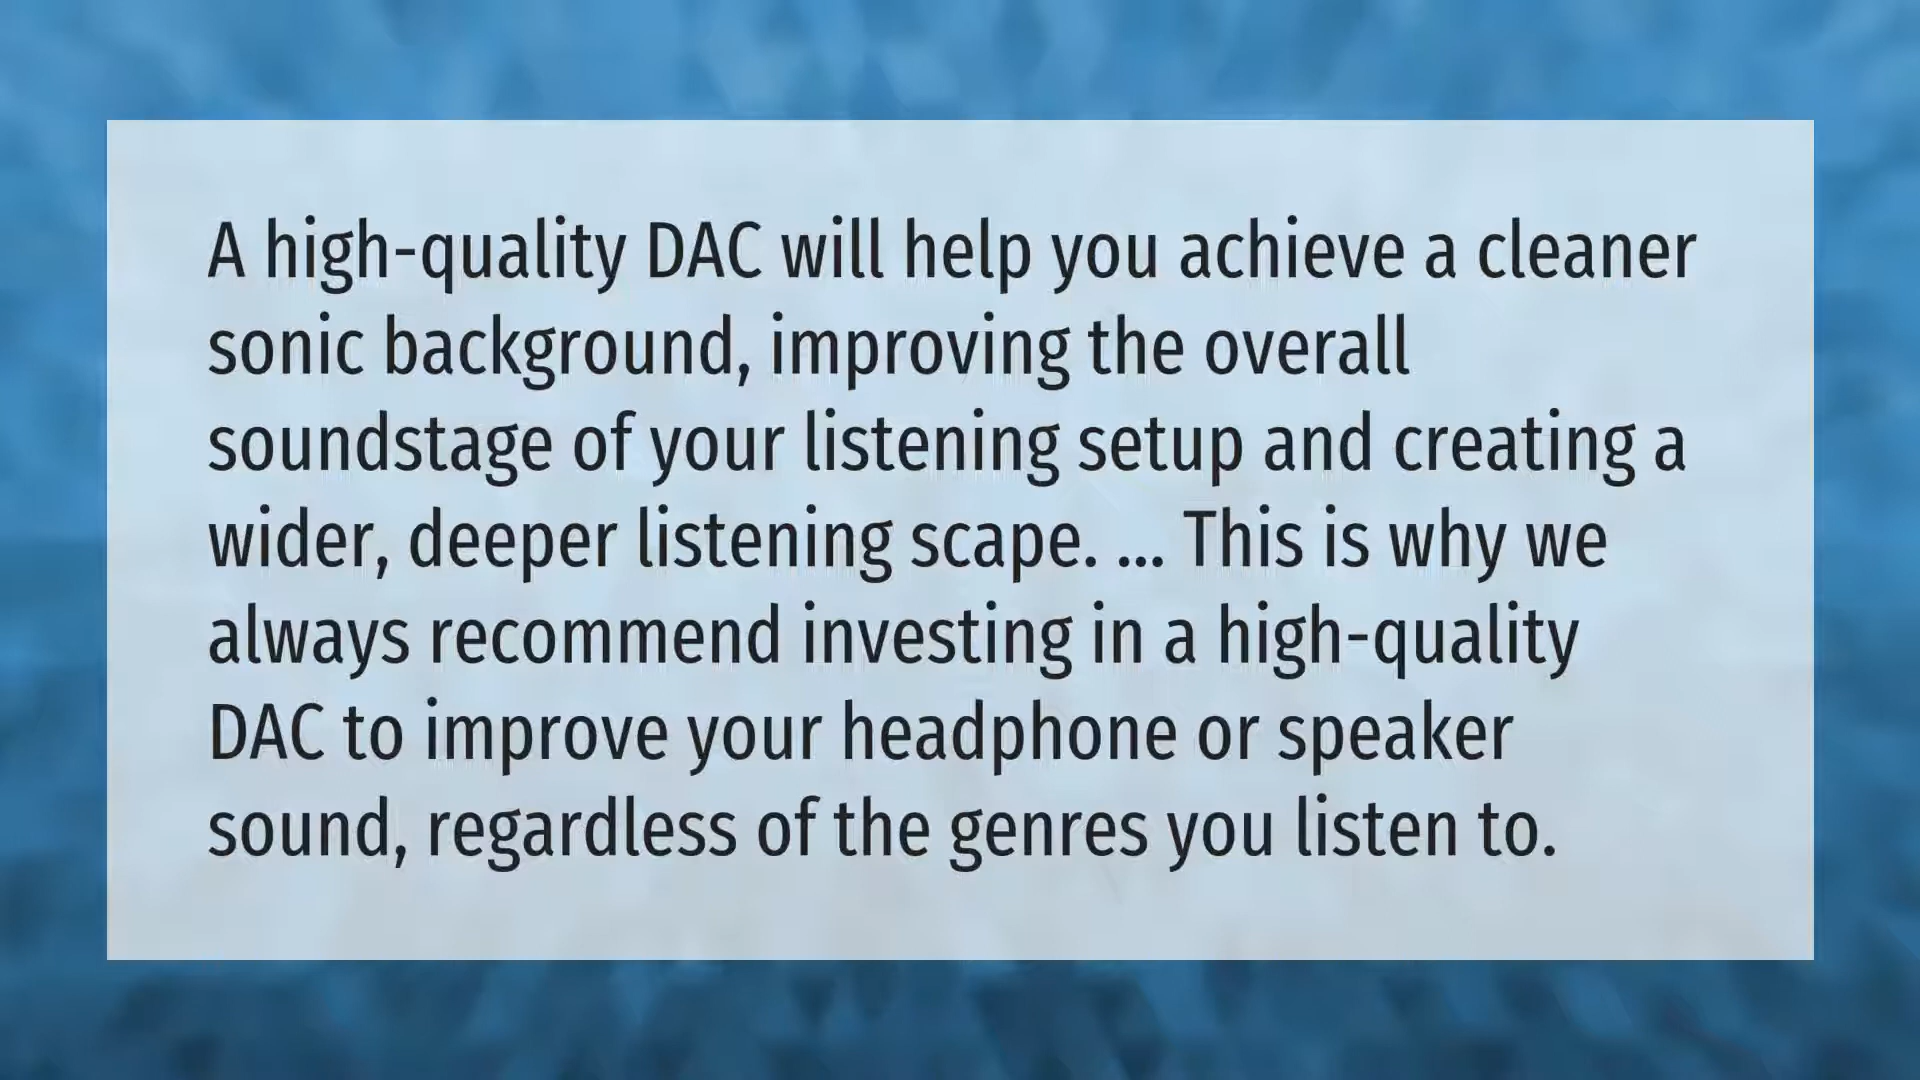 A high-quality DAC will help you achieve a cleaner
sonic background, improving the overall
soundstage of your listening setup and creating a
wider, deeper listening scape. ... This is why we
always recommend investing in a high-quality
DAC to improve your headphone or speaker
sound, regardless of the genres you listen to.